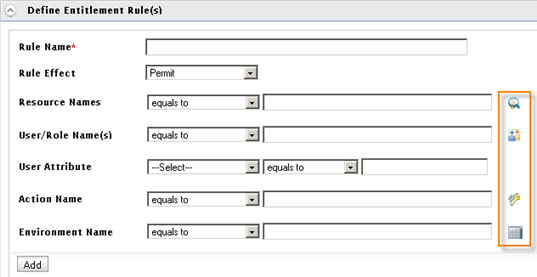 Define Entitlement Rule(s)
Rule Name*
Rule Effect Permit
Resource Names equals to
User/Role Name(s) equals to
User Attribute ---Select--- equals to
Action Name equals to
Environment Name equals to
Add